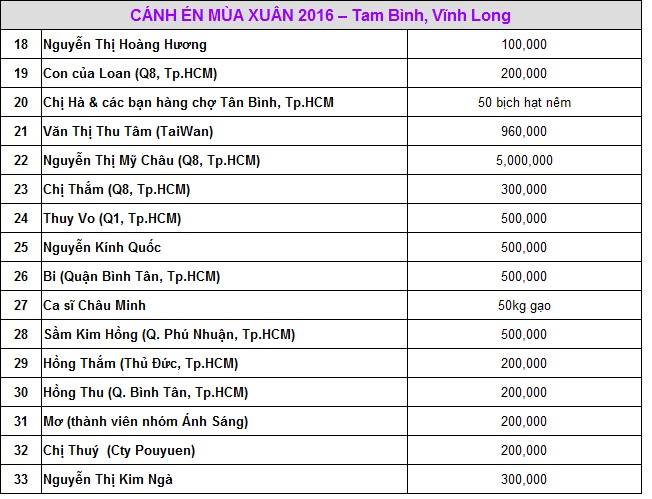 CÁNH ÉN MÙA XUÂN 2016 – Tam Bình, Vĩnh Long
18 Nguyễn Thị Hoàng Hương 100,000
19 Con của Loan (Q8, Tp.HCM) 200,000
20 Chị Hà & các bạn hàng chợ Tân Bình, Tp.HCM 50 bịch hạt nêm
21 Văn Thị Thu Tâm (TaiWan) 960,000
22 Nguyễn Thị Mỹ Châu (Q8, Tp.HCM) 5,000,000
23 Chị Thắm (Q8, Tp.HCM) 300,000
24 Thuy Vo (Q1, Tp.HCM) 500,000
25 Nguyễn Kính Quốc 500,000
26 Bi (Quận Bình Tân, Tp.HCM) 500,000
27 Ca sĩ Châu Minh 50kg gạo
28 Sầm Kim Hồng (Q. Phú Nhuận, Tp.HCM) 500,000
29 Hồng Thắm (Thủ Đức, Tp.HCM) 200,000
30 Hồng Thu (Q. Bình Tân, Tp.HCM) 200,000
31 Mơ (thành viên nhóm Ánh Sáng) 200,000
32 Chị Thuý (Cty Pouyuen) 200,000
33 Nguyễn Thị Kim Ngà 300,000